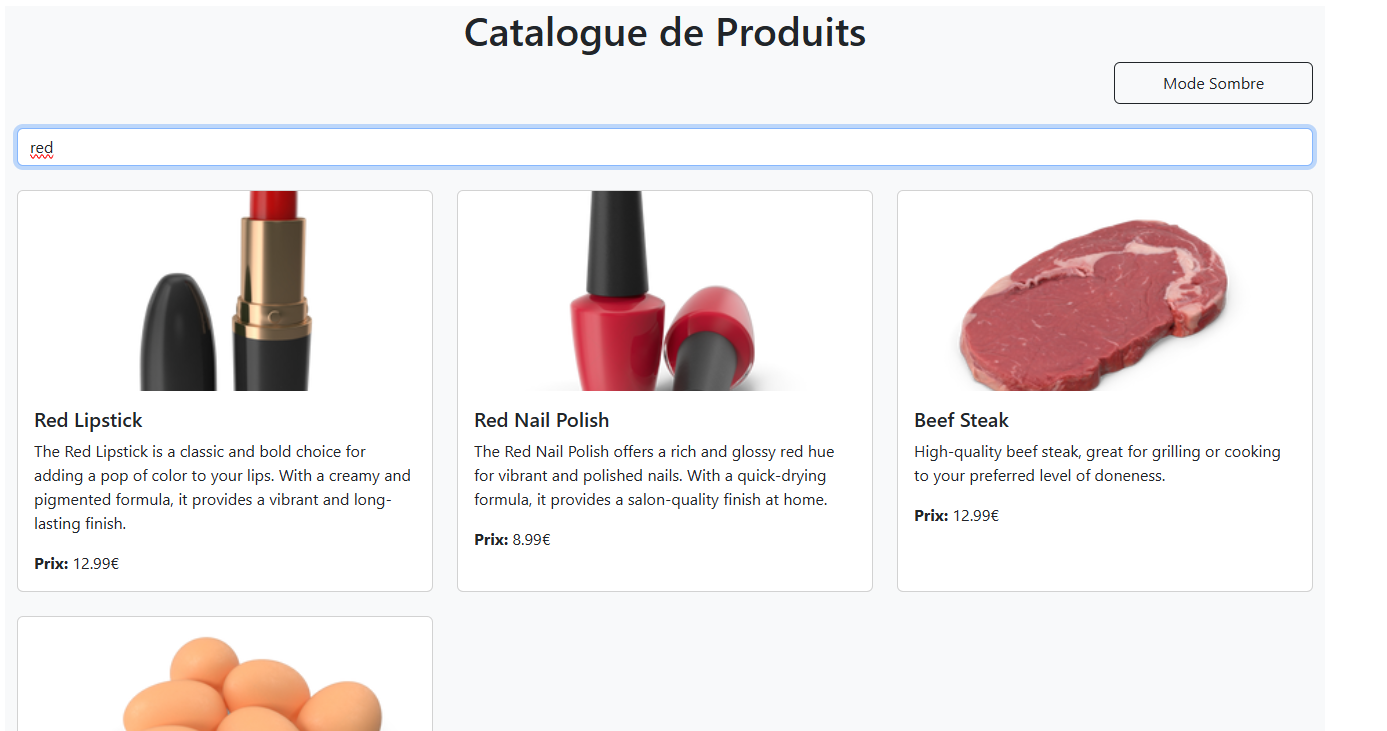 Catalogue de Produits
Mode Sombre
red
Red Lipstick
The Red Lipstick is a classic and bold choice for
adding a pop of color to your lips. With a creamy and
pigmented formula, it provides a vibrant and long-
lasting finish.
Prix: 12.99€
Red Nail Polish
The Red Nail Polish offers a rich and glossy red hue
for vibrant and polished nails. With a quick-drying
formula, it provides a salon-quality finish at home.
Prix: 8.99€
Beef Steak
High-quality beef steak, great for grilling or cooking
to your preferred level of doneness.
Prix: 12.99€